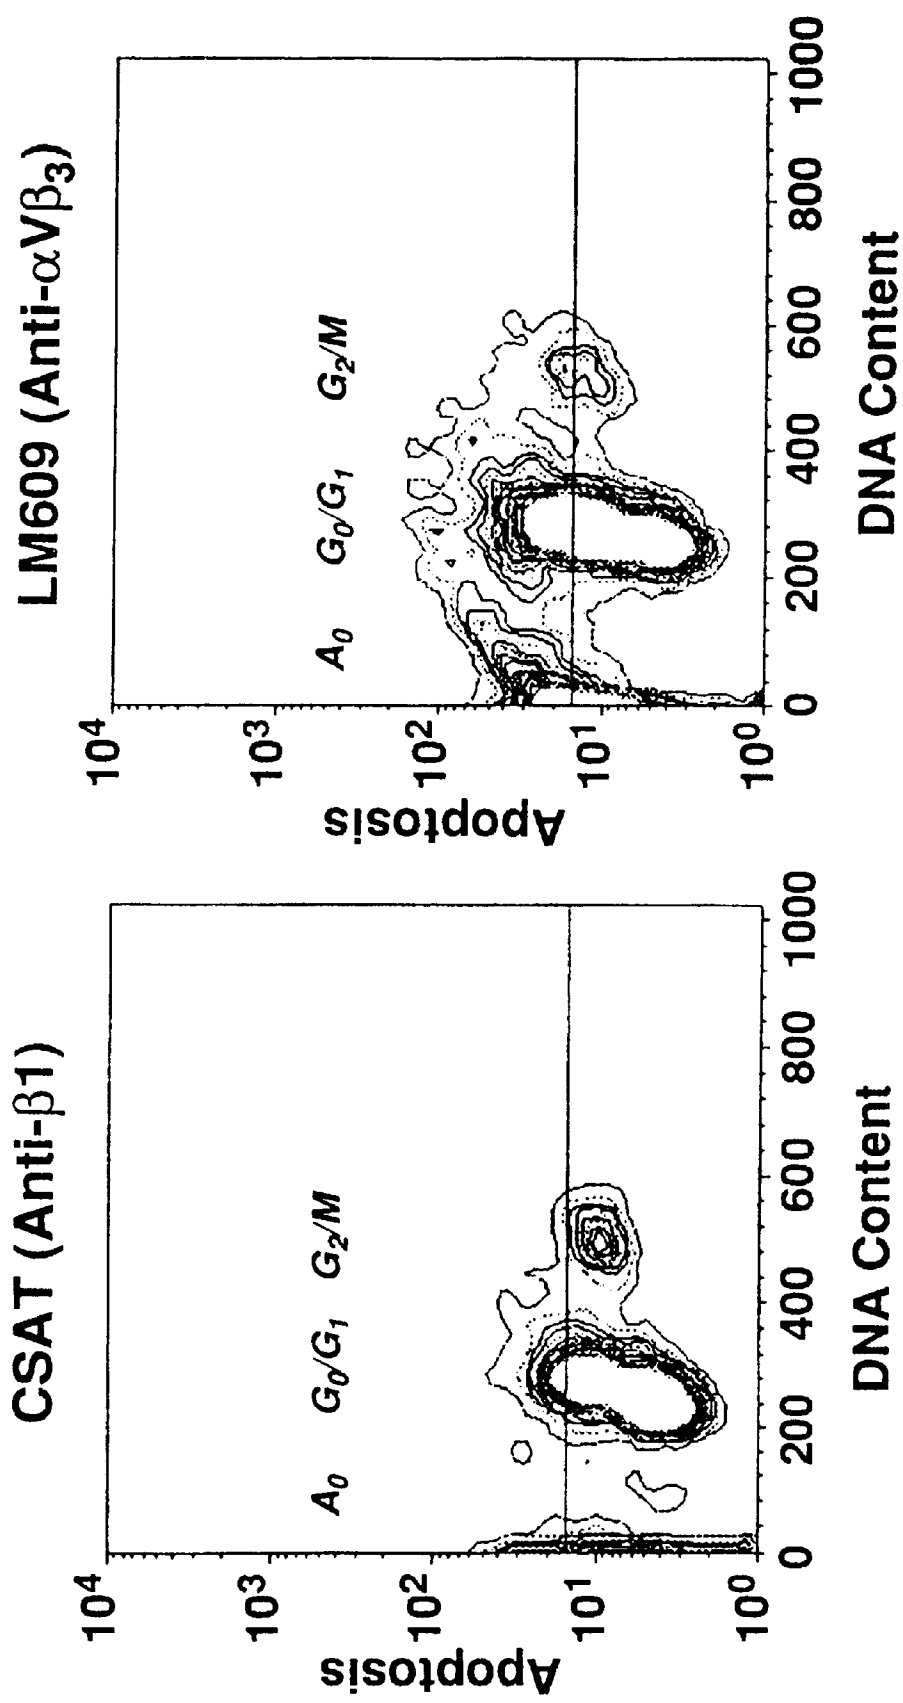 CSAT (Anti-β1)
10⁴
10³
10²
10¹
10⁰
Apoptosis
A₀ G₀/G₁ G₂/M
0 200 400 600 800 1000
DNA Content
LM609 (Anti-αVβ₃)
10⁴
10³
10²
10¹
10⁰
Apoptosis
A₀ G₀/G₁ G₂/M
0 200 400 600 800 1000
DNA Content